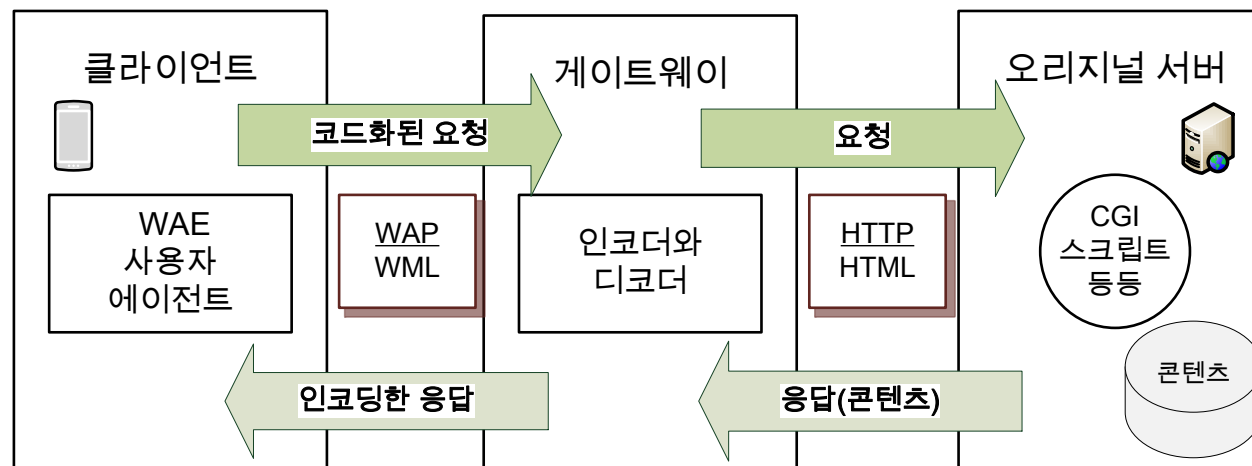 클라이언트
게이트웨이
오리지널 서버
코드화된 요청
요청
WAE
사용자
에이전트
WAP
WML
인코더와
디코더
HTTP
HTML
CGI
스크립트
등등
콘텐츠
인코딩한 응답
응답(콘텐츠)